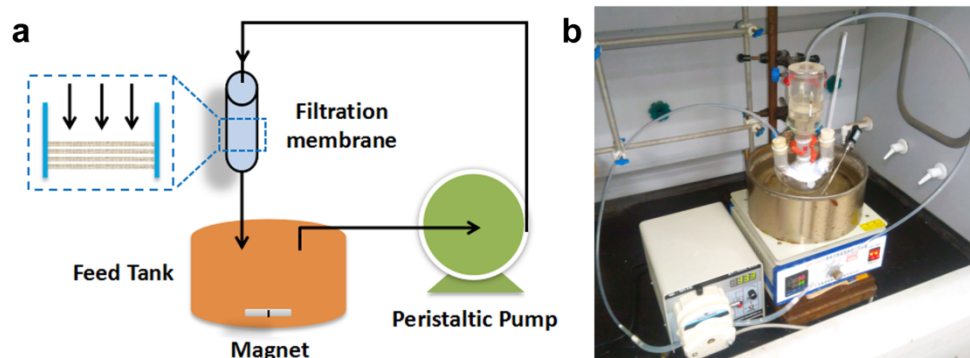 a
b
Filtration
membrane
Feed Tank
Peristaltic Pump
Magnet